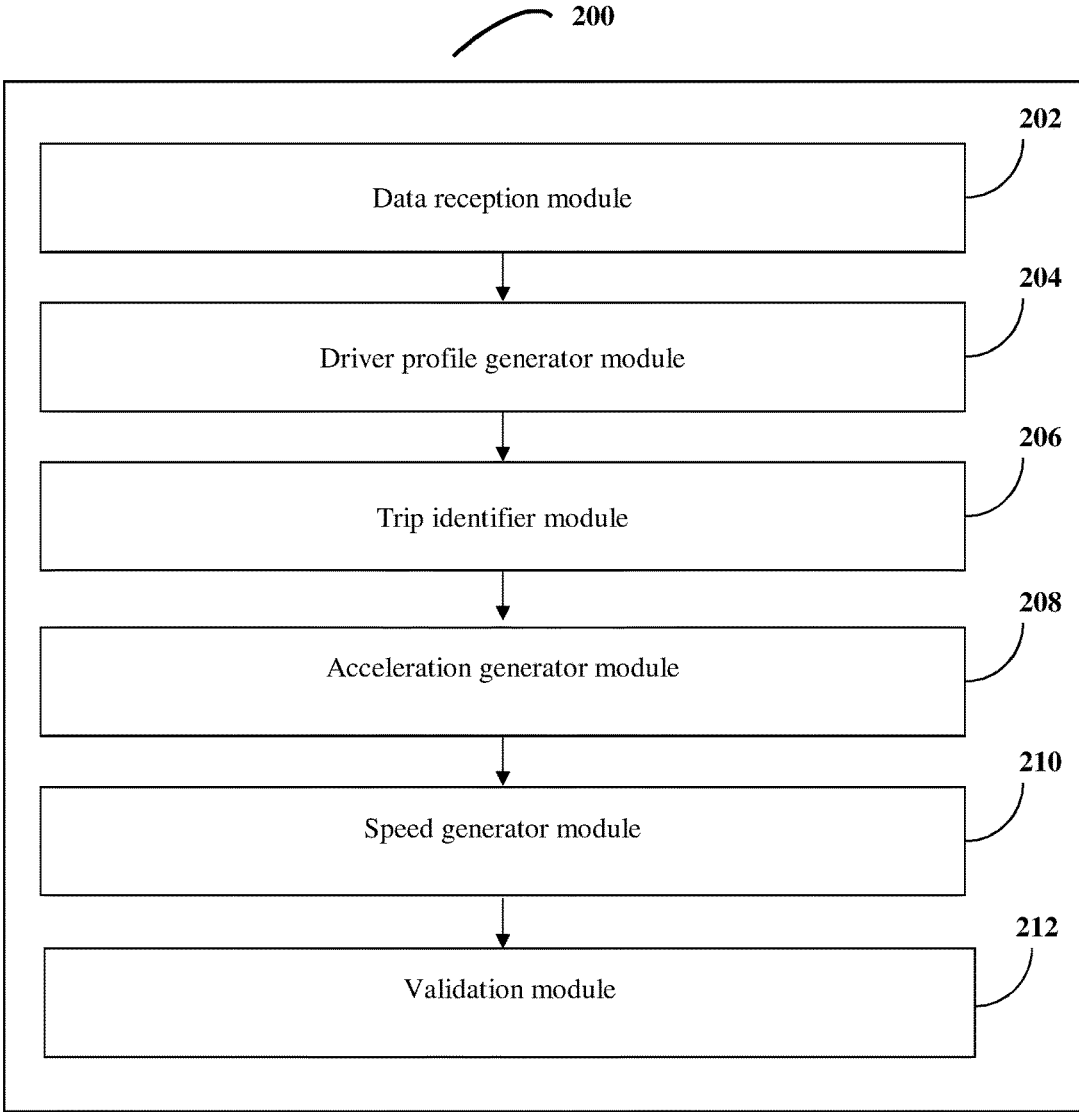 200
202
Data reception module
204
Driver profile generator module
206
Trip identifier module
208
Acceleration generator module
210
Speed generator module
212
Validation module